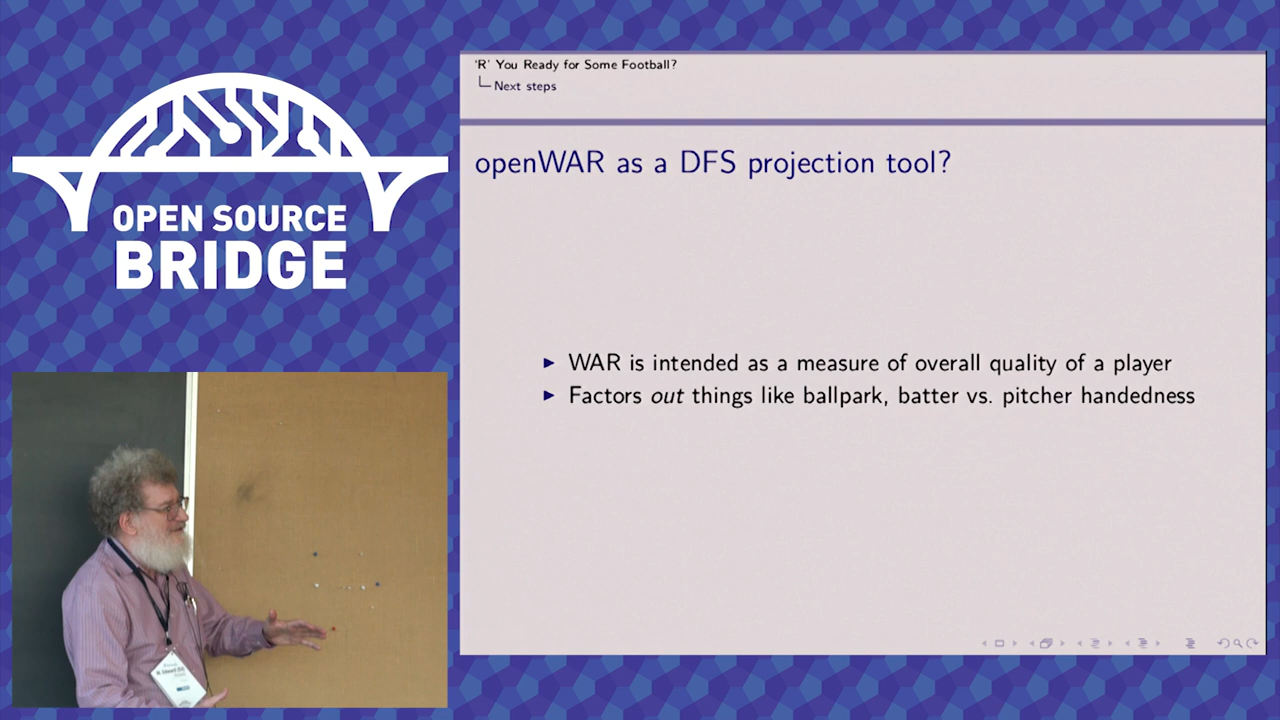 OPEN SOURCE
BRIDGE
'R' You Ready for Some Football?
Next steps
openWAR as a DFS projection tool?
WAR is intended as a measure of overall quality of a player
Factors out things like ballpark, batter vs. pitcher handedness